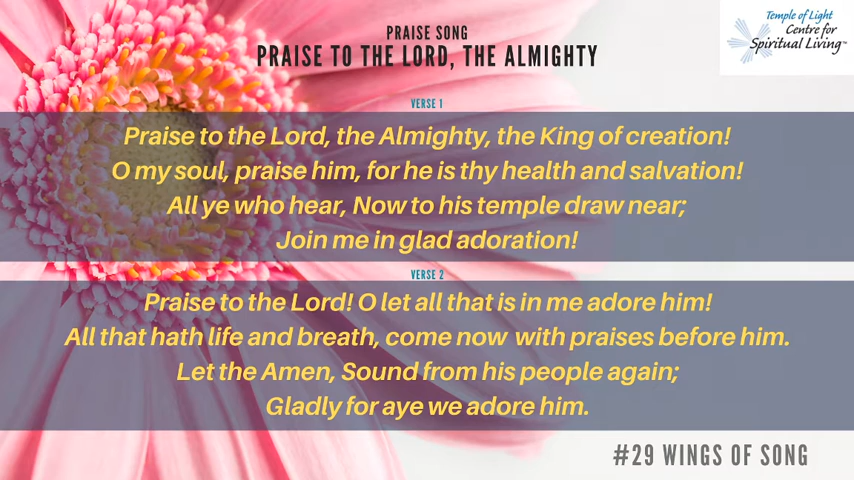 PRAISE SONG
PRAISE TO THE LORD, THE ALMIGHTY
Temple of Light
Centre for
Spiritual Living™
VERSE 1
Praise to the Lord, the Almighty, the King of creation!
O my soul, praise him, for he is thy health and salvation!
All ye who hear, Now to his temple draw near;
Join me in glad adoration!
VERSE 2
Praise to the Lord! O let all that is in me adore him!
All that hath life and breath, come now with praises before him.
Let the Amen, Sound from his people again;
Gladly for aye we adore him.
#29 WINGS OF SONG